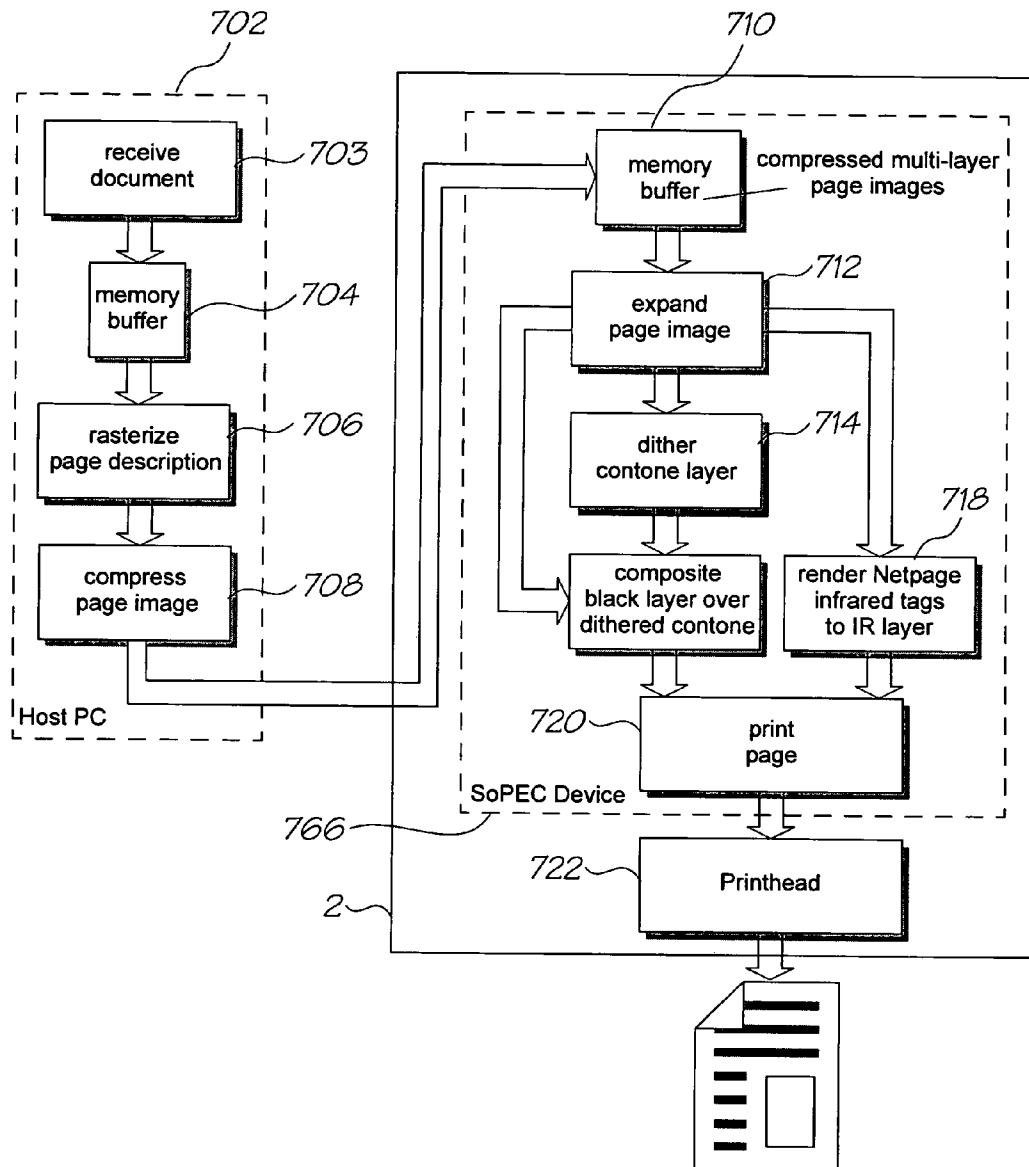 702
receive
document
703
memory
buffer
704
rasterize
page description
706
compress
page image
708
Host PC
710
memory
buffer
compressed multi-layer
page images
expand
page image
712
dither
contone layer
714
718
composite
black layer over
dithered contone
render Netpage
infrared tags
to IR layer
720
print
page
SoPEC Device
766
722
Printhead
2